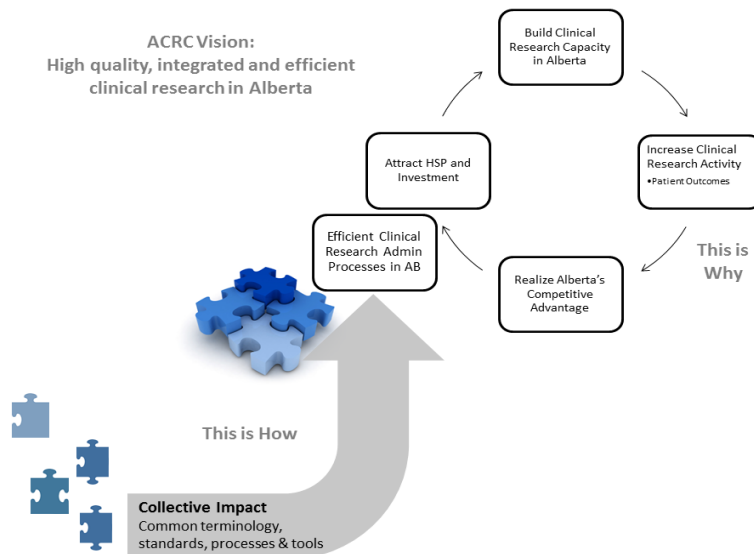 ACRC Vision:
High quality, integrated and efficient
clinical research in Alberta
Build Clinical
Research Capacity
in Alberta
Increase Clinical
Research Activity
•Patient Outcomes
Attract HSP and
Investment
Efficient Clinical
Research Admin
Processes in AB
Realize Alberta's
Competitive
Advantage
This is
Why
This is How
Collective Impact
Common terminology,
standards, processes & tools